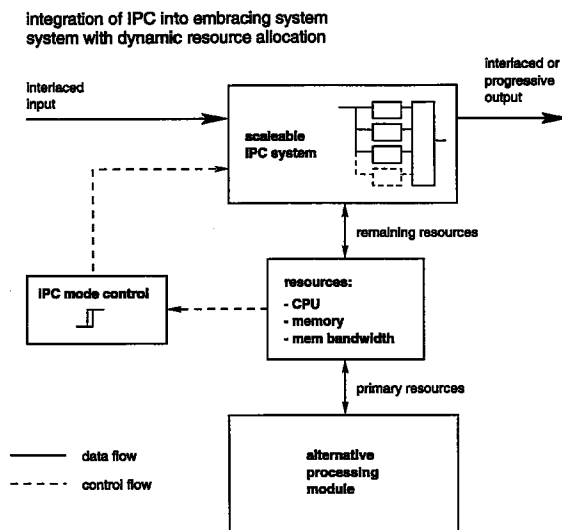 integration of IPC into embracing system
system with dynamic resource allocation
interlaced
input
interlaced or
progressive
output
scaleable
IPC system
remaining resources
IPC mode control
resources:
- CPU
- memory
- mem bandwidth
primary resources
data flow
control flow
alternative
processing
module